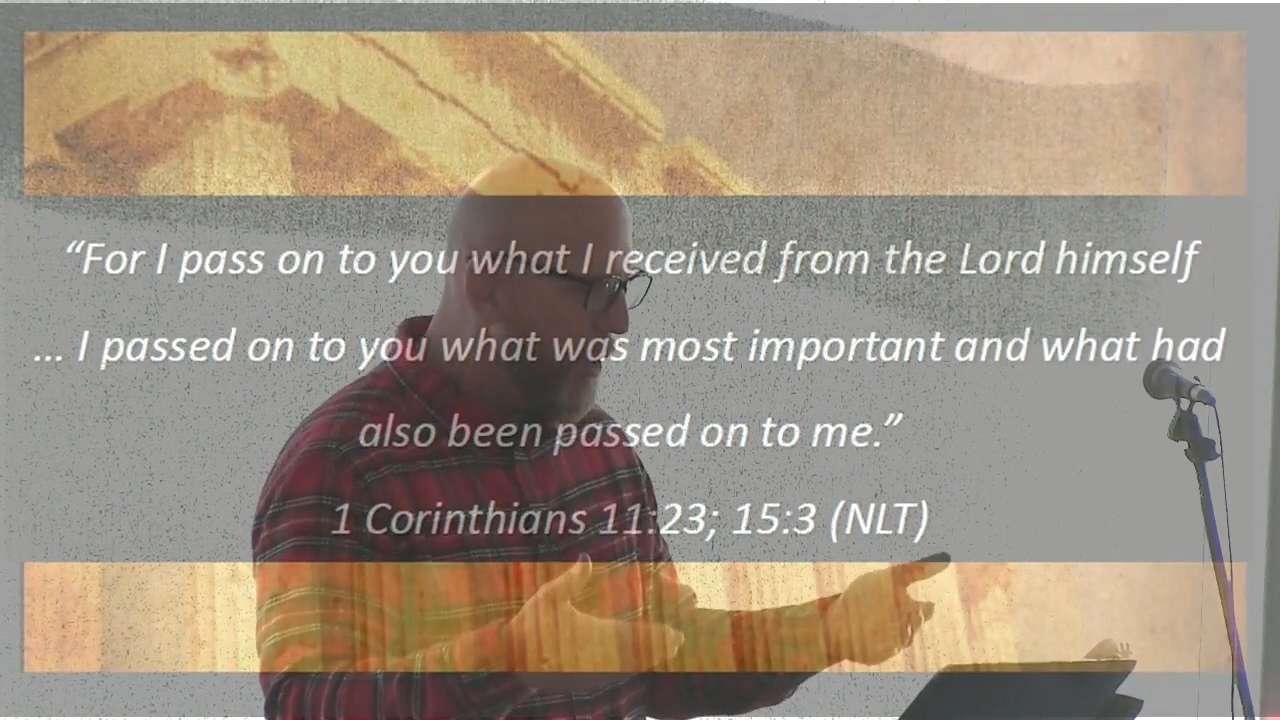 “For I pass on to you what I received from the Lord himself
... I passed on to you what was most important and what had
also been passed on to me.”
1 Corinthians 11:23; 15:3 (NLT)